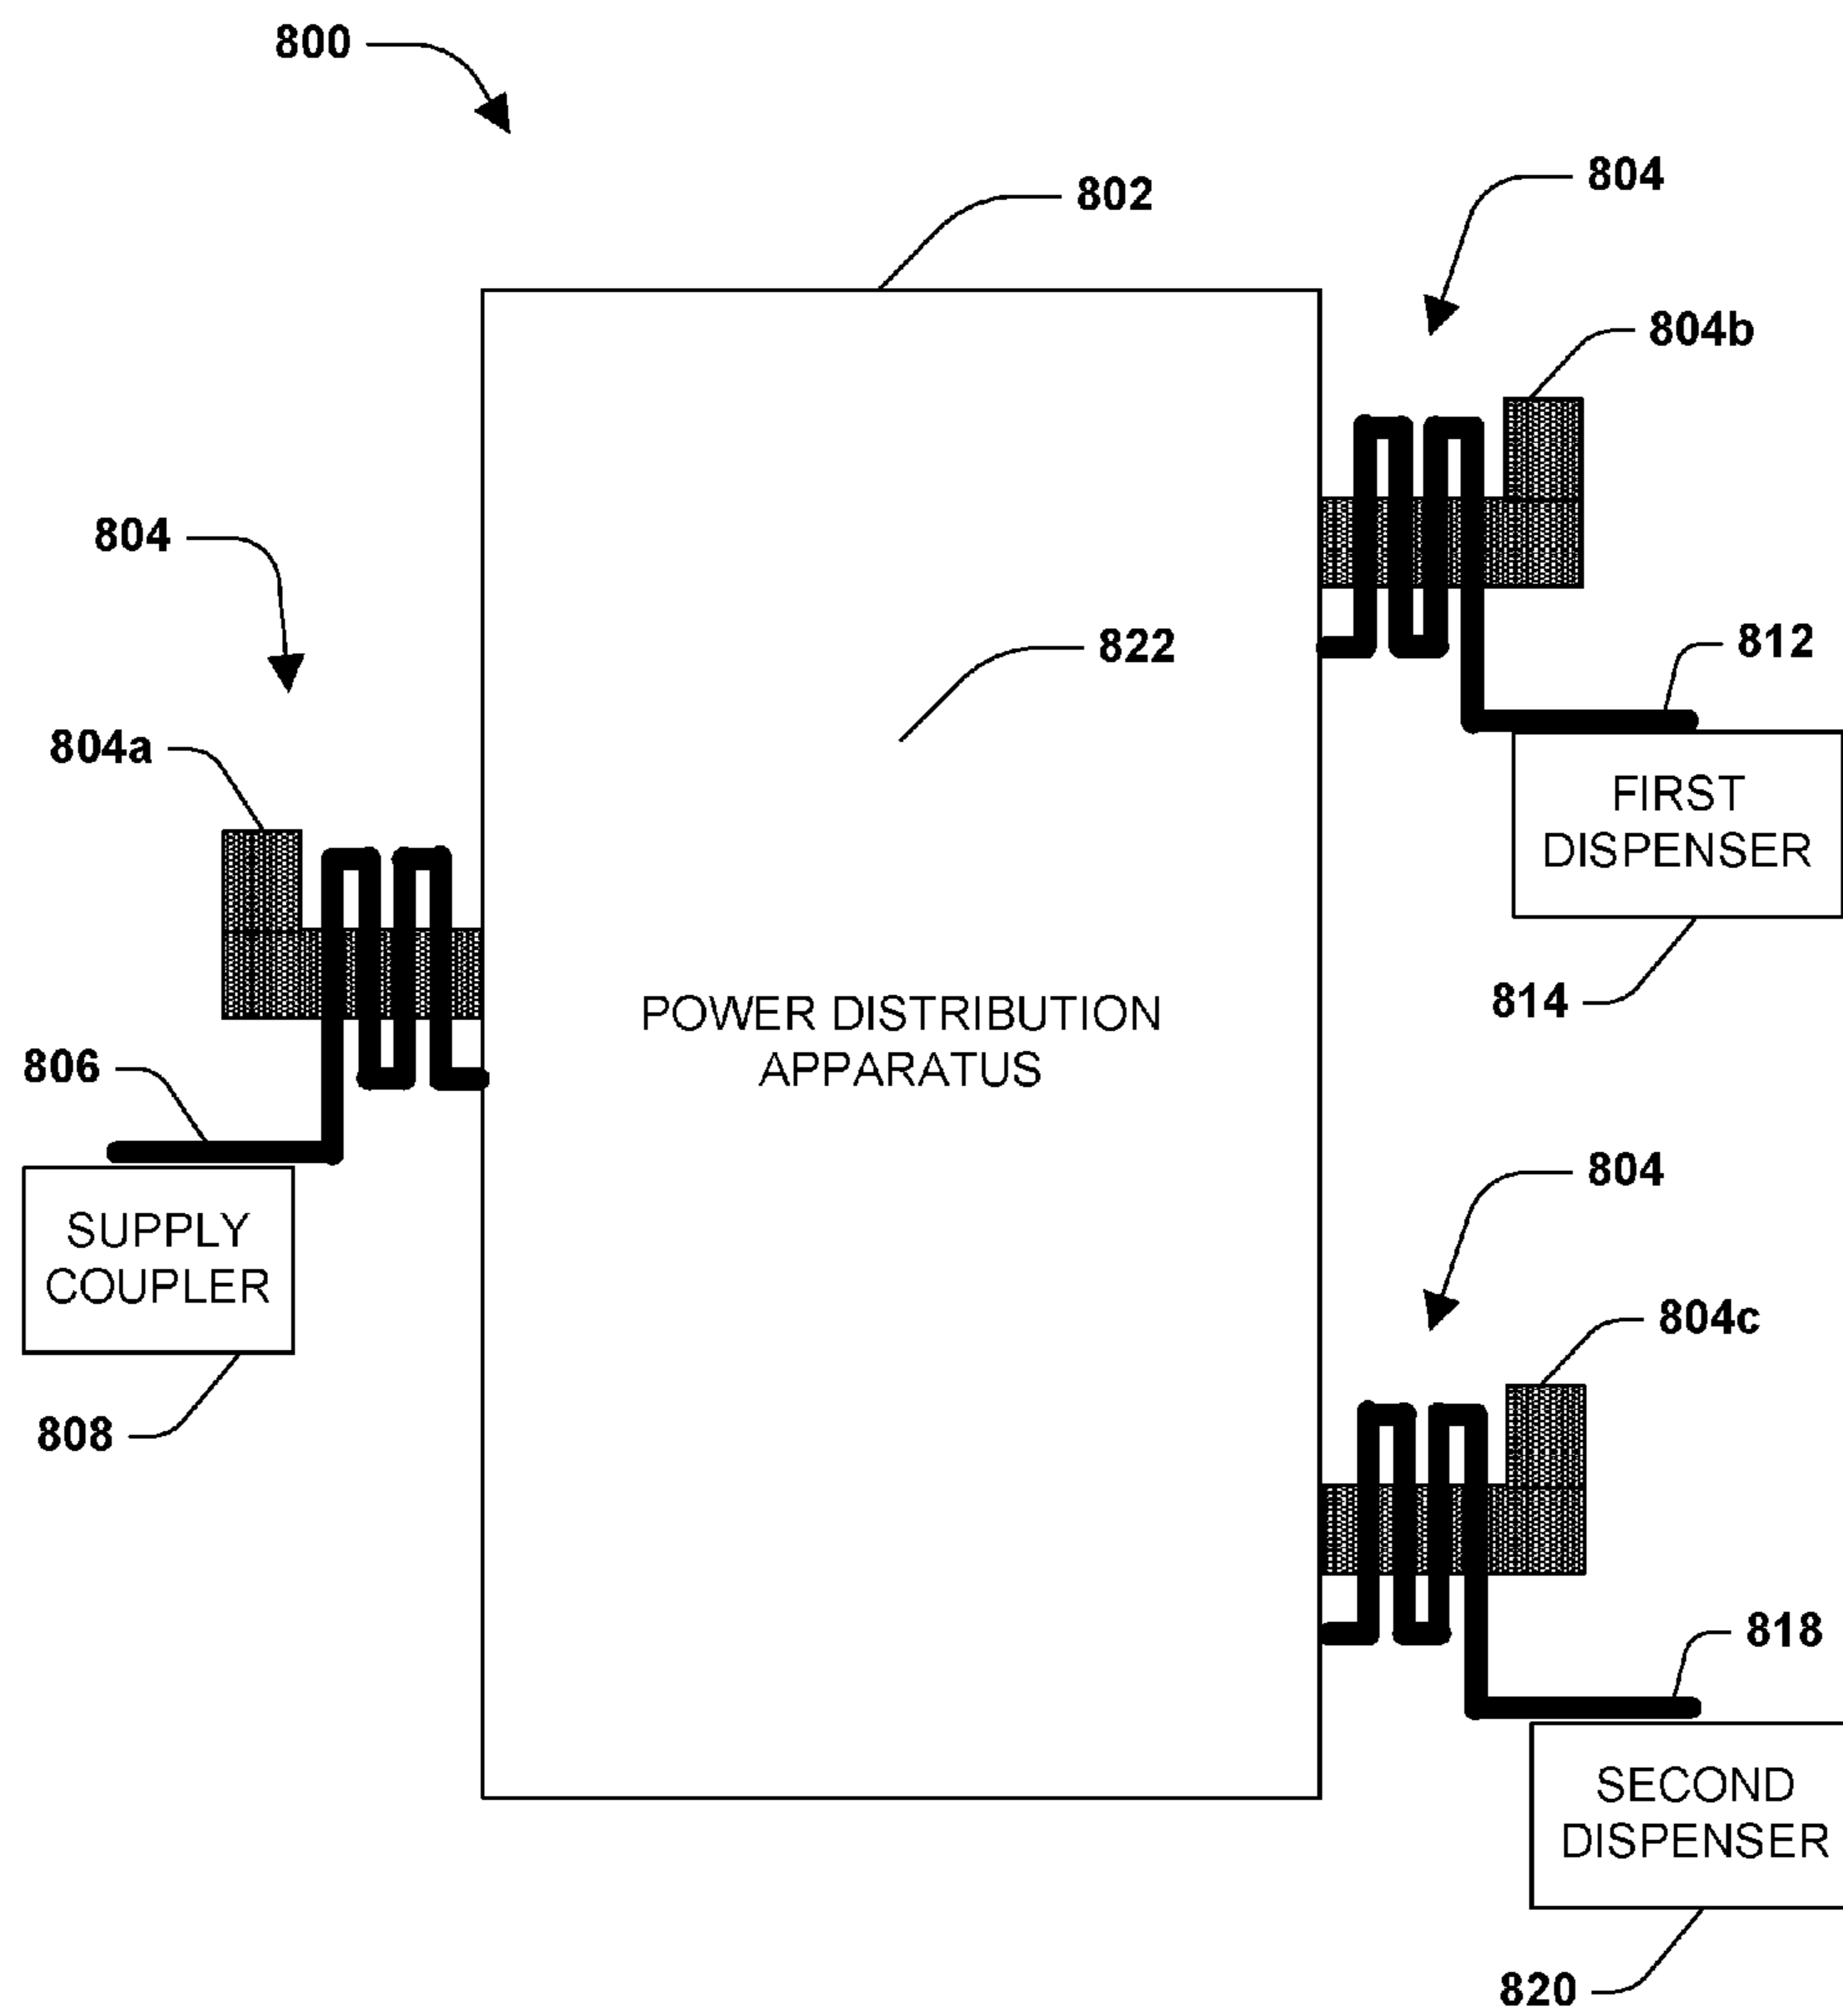 800
802
804
804b
804
822
812
804a
FIRST
DISPENSER
814
POWER DISTRIBUTION
APPARATUS
806
804
SUPPLY
COUPLER
804c
808
818
SECOND
DISPENSER
820